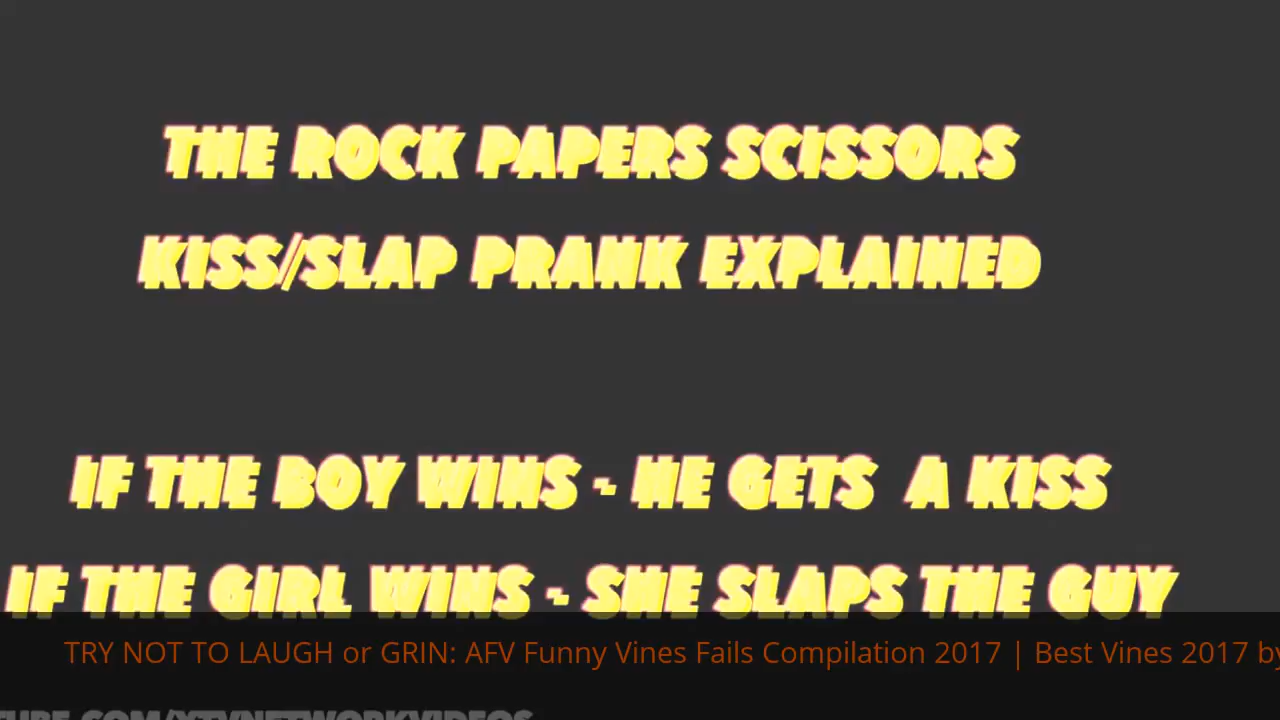 THE ROCK PAPERS SCISSORS
KISS/SLAP PRANK EXPLAINED
IF THE BOY WINS - HE GETS A KISS
IF THE GIRL WINS - SHE SLAPS THE GUY
TRY NOT TO LAUGH or GRIN: AFV Funny Vines Fails Compilation 2017 | Best Vines 2017 by